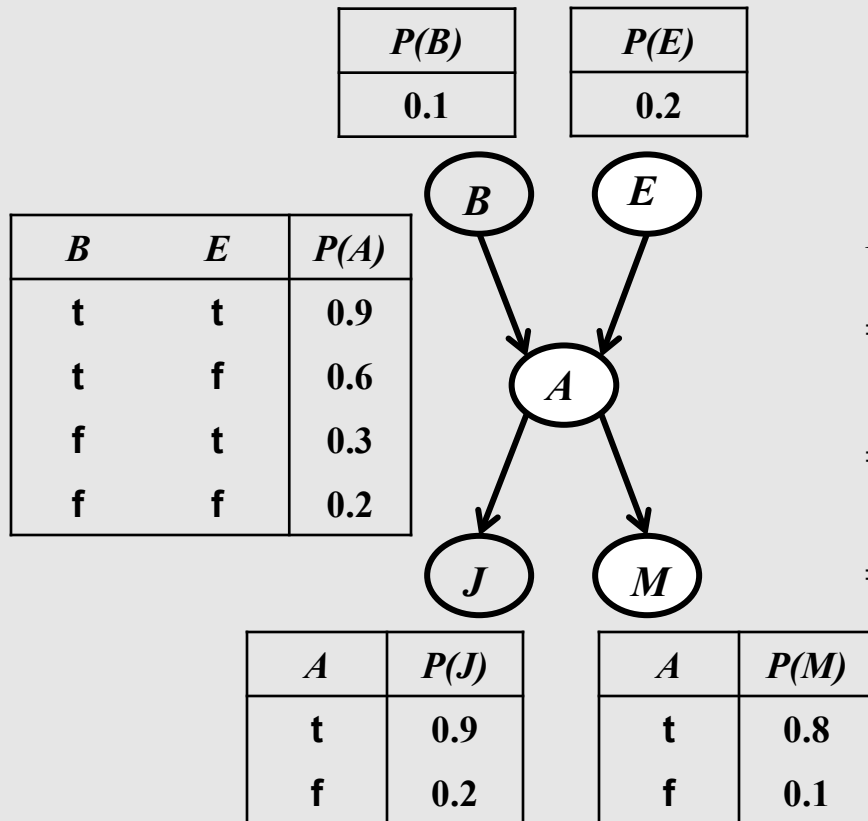 P(B) P(E)
0.1 0.2
B E
B E P(A)
t t 0.9
t f 0.6
f t 0.3
f f 0.2
A
J M
A P(J) A P(M)
t 0.9 t 0.8
f 0.2 f 0.1